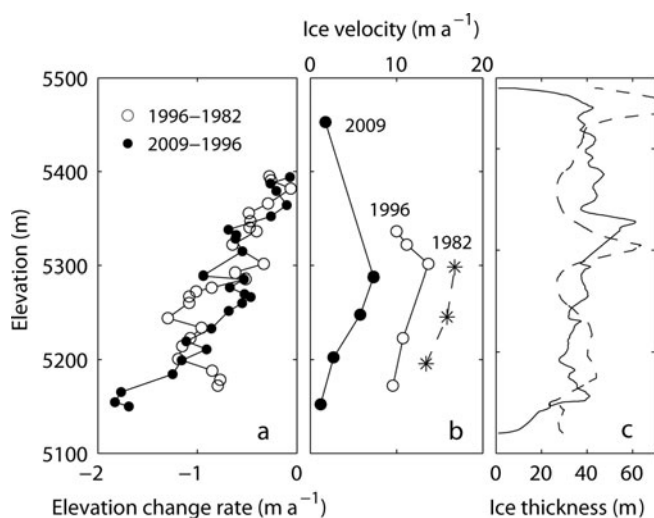 Ice velocity (m a⁻¹)
0 10 20
5500
5400
5300
5200
5100
Elevation (m)
1996–1982
2009–1996
2009
1996
1982
a
b
c
−2 −1 0
0 20 40 60
Elevation change rate (m a⁻¹)
Ice thickness (m)